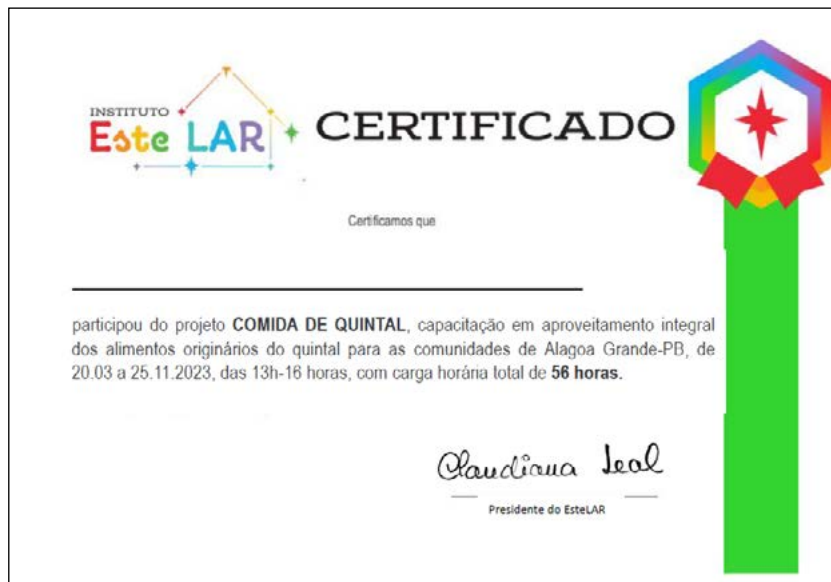 INSTITUTO
Este LAR
CERTIFICADO
Certificamos que
participou do projeto COMIDA DE QUINTAL, capacitação em aproveitamento integral
dos alimentos originários do quintal para as comunidades de Alagoa Grande-PB, de
20.03 a 25.11.2023, das 13h-16 horas, com carga horária total de 56 horas.
Claudiana Leal
Presidente do EsteLAR